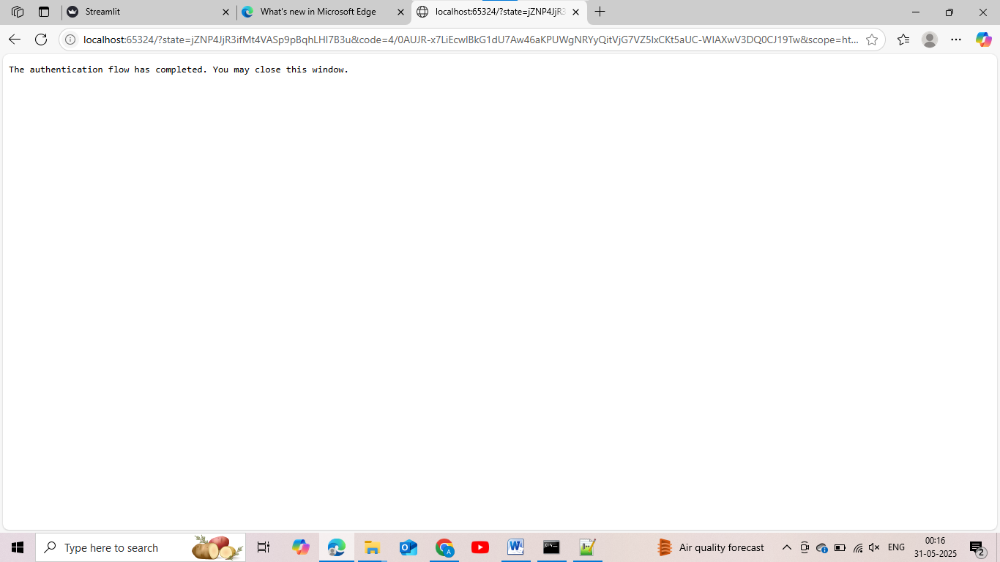 Streamlit
What's new in Microsoft Edge
localhost:65324/?state=jZNP4JjR3
localhost:65324/?state=jZNP4JjR3ifMt4VASp9pBqhLHI7B3u&code=4/0AUJR-x7LiEcwIBkG1dU7Aw46aKPUWgNRYyQitVjG7VZ5IxCKt5aUC-WIAXwV3DQ0CJ19Tw&scope=ht...
The authentication flow has completed. You may close this window.
Type here to search
Air quality forecast
ENG
00:16
31-05-2025
2